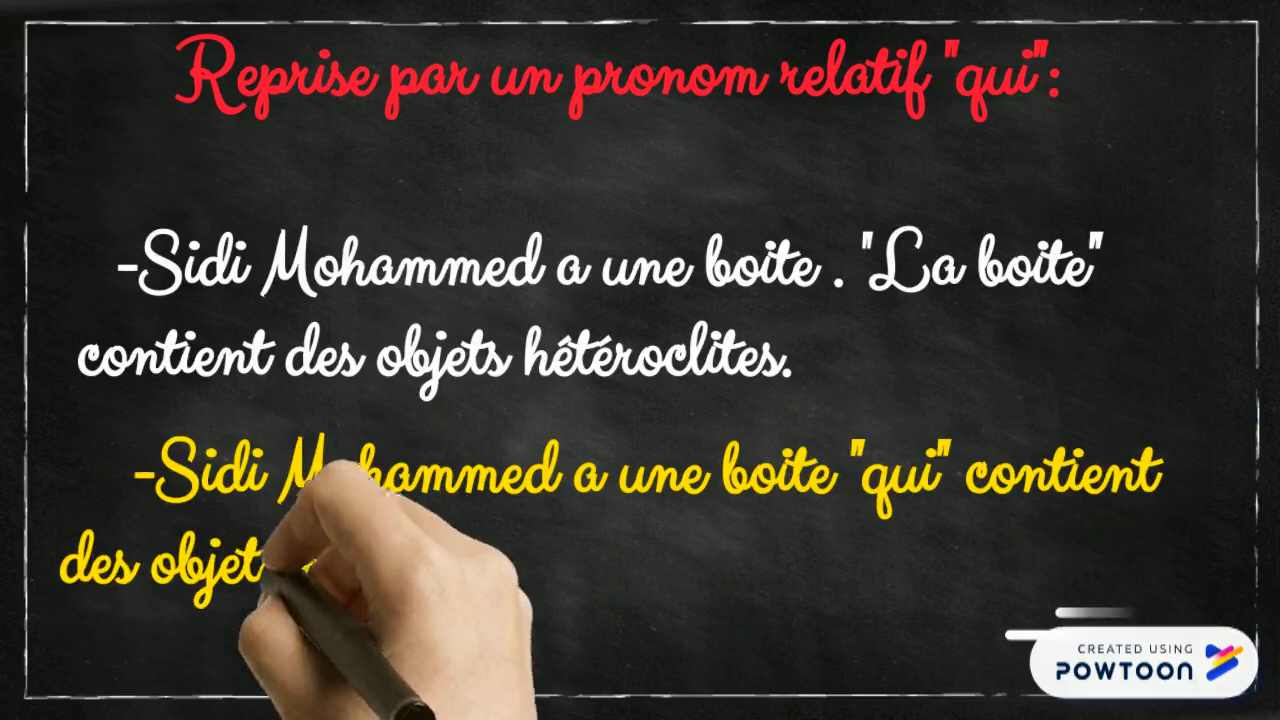 Reprise par un pronom relatif "qui":
-Sidi Mohammed a une boite . "La boite"
contient des objets hétéroclites.
-Sidi Mohammed a une boite "qui" contient
des objet
CREATED USING
POWTOON